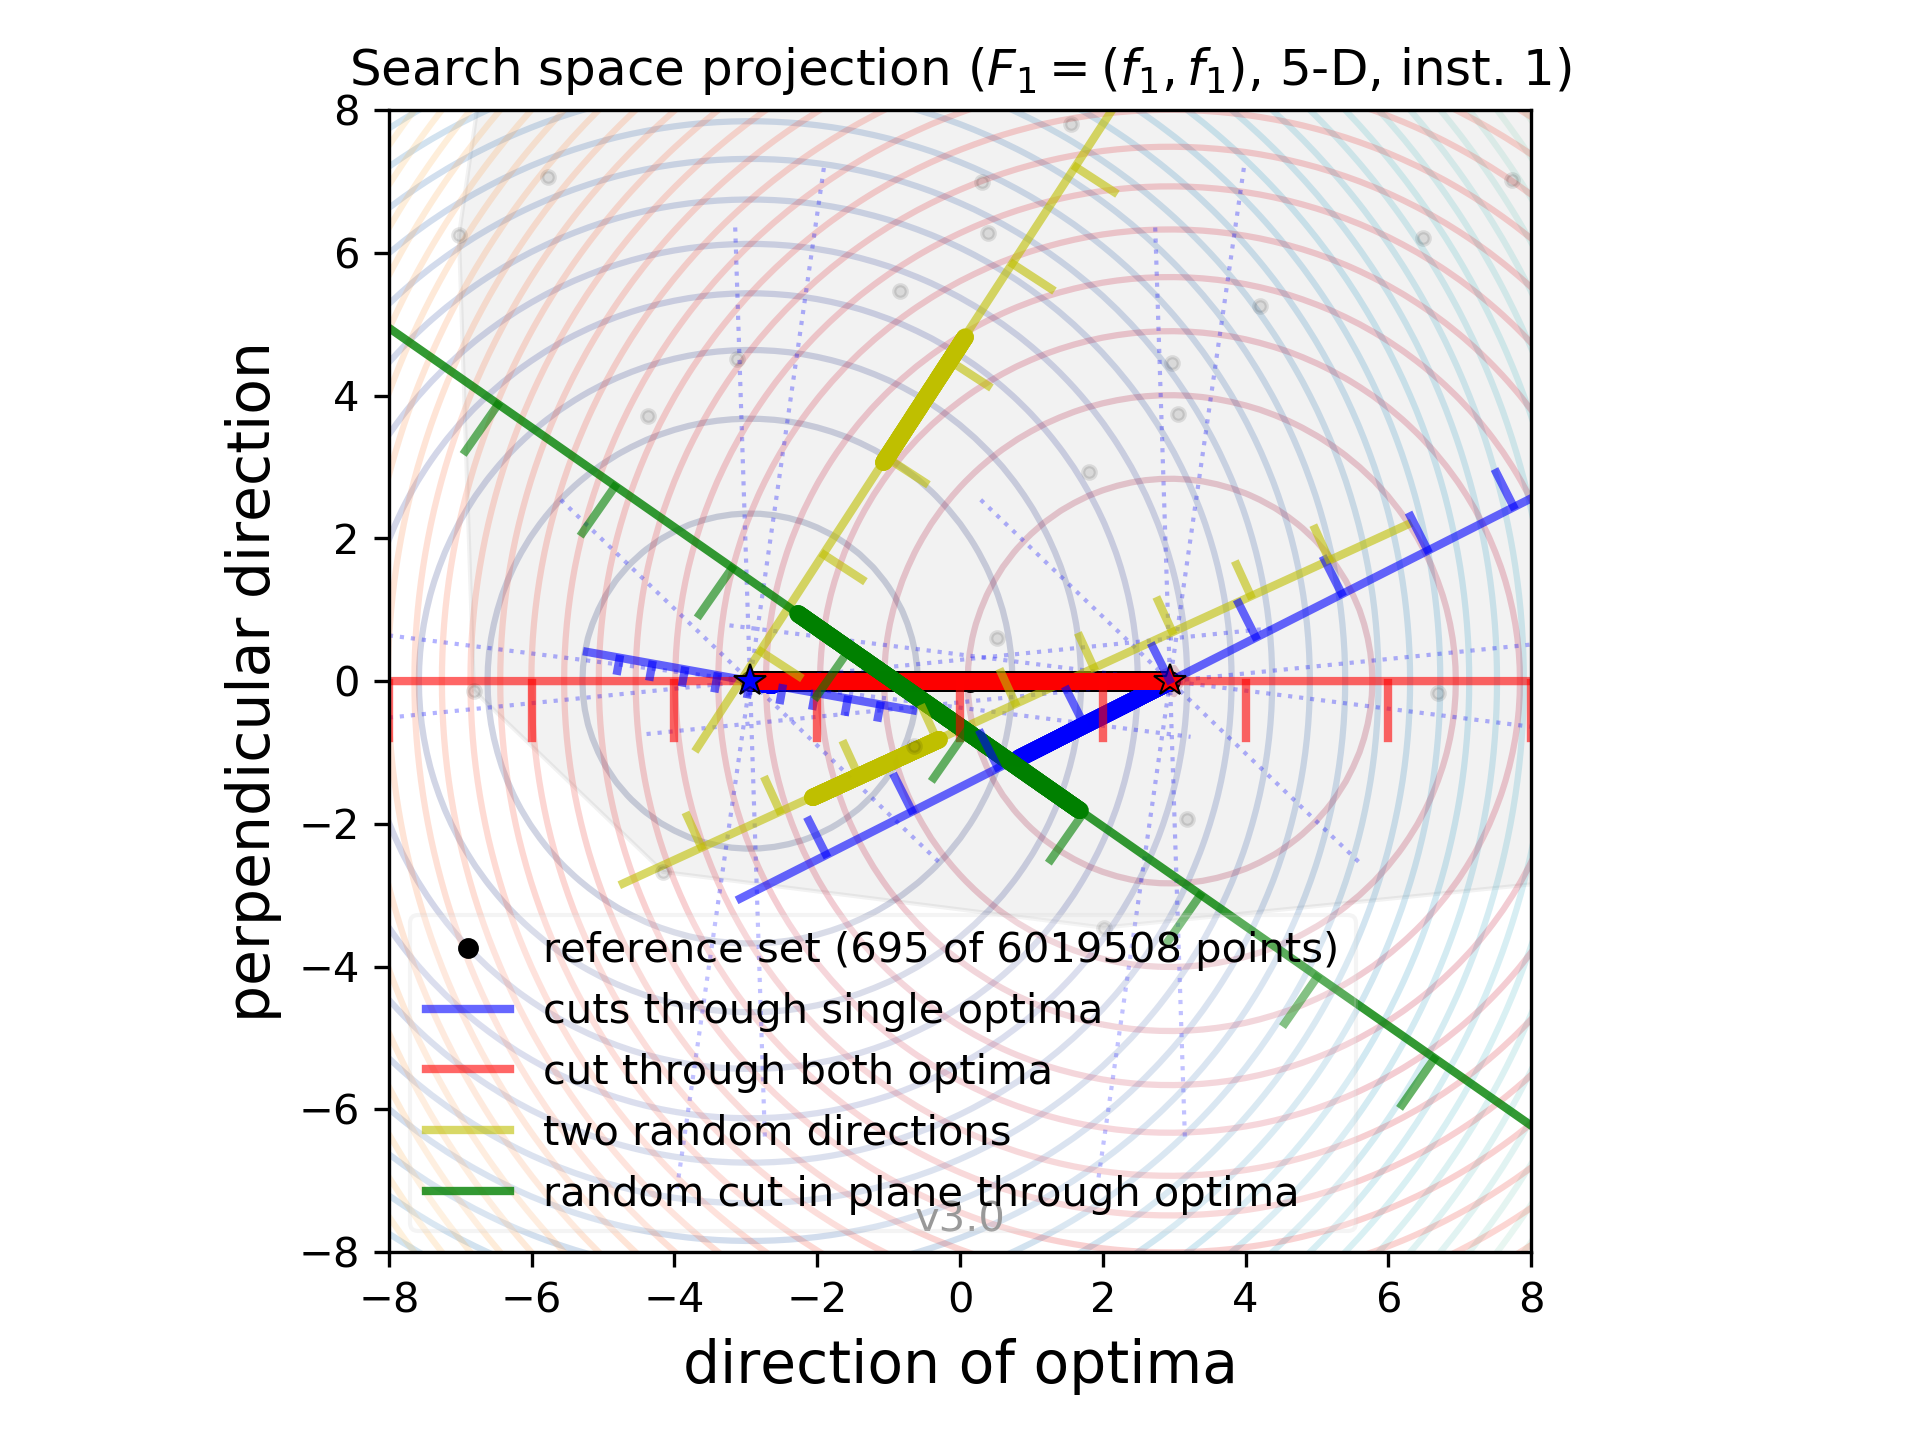 Search space projection (F₁ = (f₁, f₁), 5-D, inst. 1)
8
6
4
2
0
−2
−4
−6
−8
perpendicular direction
reference set (695 of 6019508 points)
cuts through single optima
cut through both optima
two random directions
random cut in plane through optima
v3.0
−8 −6 −4 −2 0 2 4 6 8
direction of optima